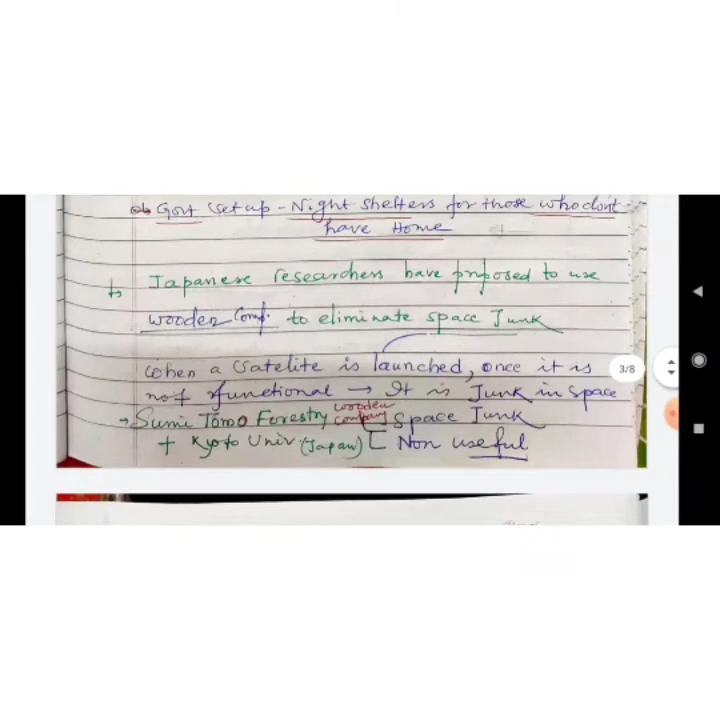 Govt set up - Night Shelters for those who dont
have Home
Japanese researchers have proposed to use
wooden Comp. to eliminate space Junk
When a Satelite is launched, once it is
not functional → It is Junk in space
→ Sumi Tomo Forestry wooden company [ Space Junk
+ Kyoto Univ. (Japan) [ Non useful
3/8